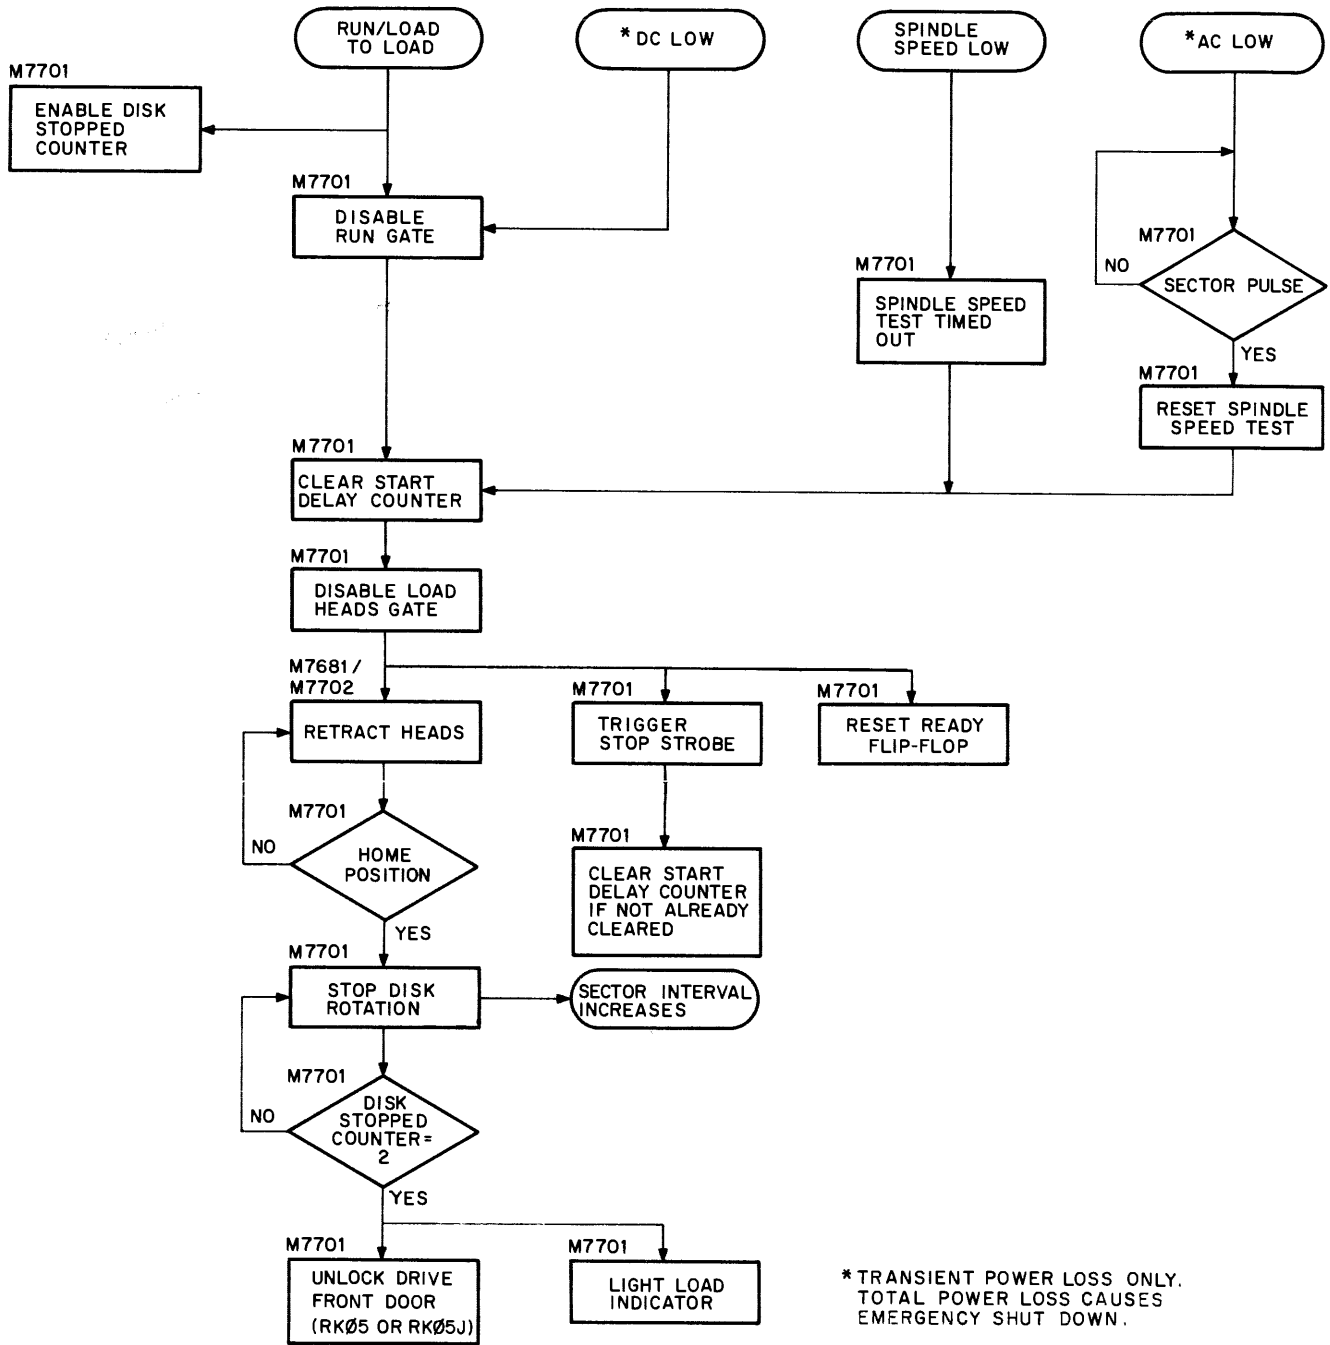 RUN/LOAD
TO LOAD
* DC LOW
SPINDLE
SPEED LOW
* AC LOW
M7701
ENABLE DISK
STOPPED
COUNTER
M7701
DISABLE
RUN GATE
M7701
SPINDLE SPEED
TEST TIMED
OUT
M7701
SECTOR PULSE
NO
YES
M7701
RESET SPINDLE
SPEED TEST
M7701
CLEAR START
DELAY COUNTER
M7701
DISABLE LOAD
HEADS GATE
M7681/
M7702
RETRACT HEADS
M7701
TRIGGER
STOP STROBE
M7701
RESET READY
FLIP-FLOP
M7701
HOME
POSITION
NO
YES
M7701
CLEAR START
DELAY COUNTER
IF NOT ALREADY
CLEARED
M7701
STOP DISK
ROTATION
SECTOR INTERVAL
INCREASES
M7701
DISK
STOPPED
COUNTER=
2
NO
YES
M7701
UNLOCK DRIVE
FRONT DOOR
(RKØ5 OR RKØ5J)
M7701
LIGHT LOAD
INDICATOR
* TRANSIENT POWER LOSS ONLY.
TOTAL POWER LOSS CAUSES
EMERGENCY SHUT DOWN.